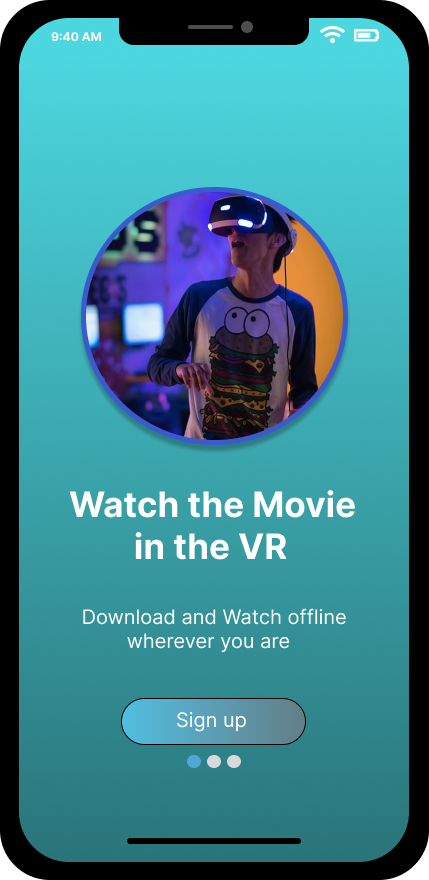 9:40 AM
Watch the Movie
in the VR
Download and Watch offline
wherever you are
Sign up